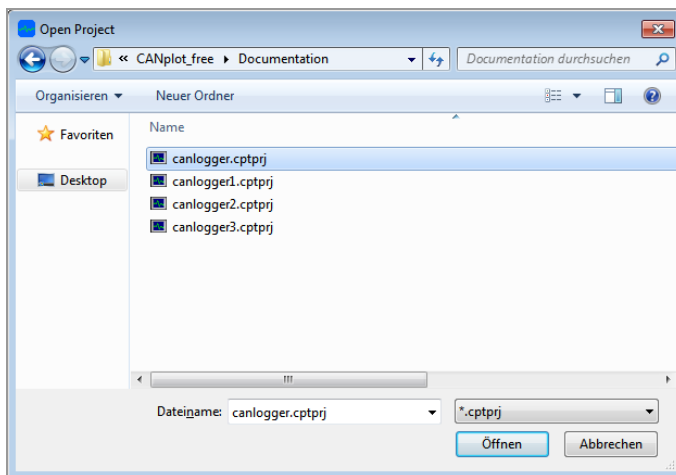 Open Project
« CANplot_free Documentation Documentation durchsuchen
Organisieren Neuer Ordner
Favoriten
Desktop
Name
canlogger.cptprj
canlogger1.cptprj
canlogger2.cptprj
canlogger3.cptprj
Dateiname: canlogger.cptprj *.cptprj
Öffnen Abbrechen